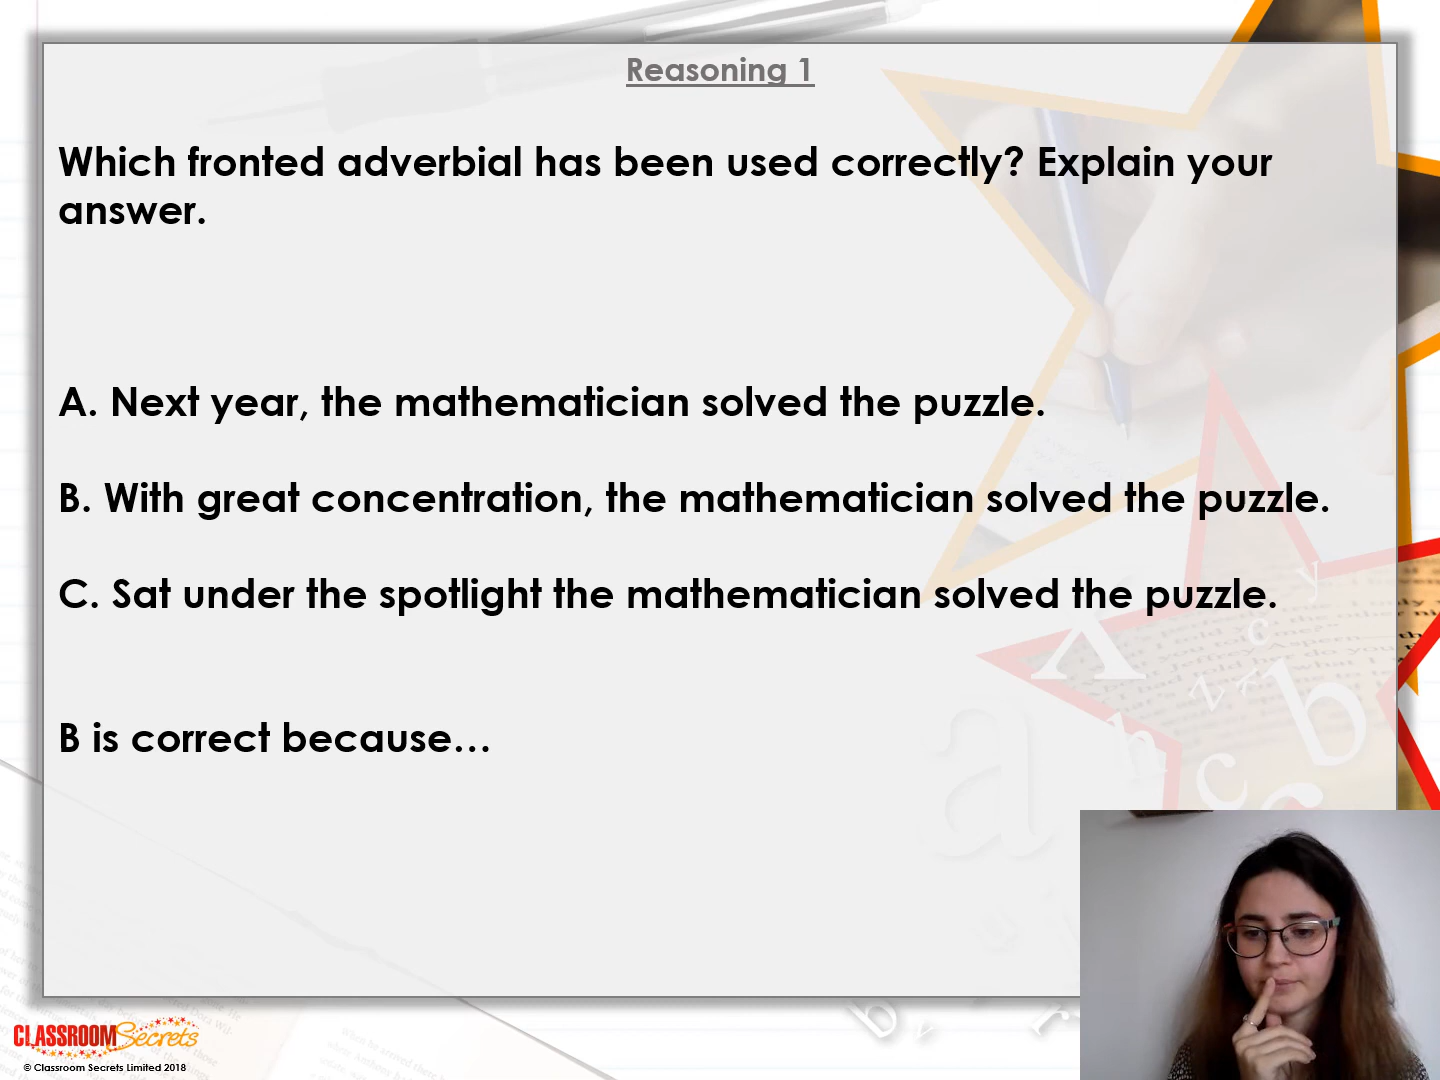 Reasoning 1
Which fronted adverbial has been used correctly? Explain your
answer.
A. Next year, the mathematician solved the puzzle.
B. With great concentration, the mathematician solved the puzzle.
C. Sat under the spotlight the mathematician solved the puzzle.
B is correct because…
CLASSROOM Secrets
© Classroom Secrets Limited 2018